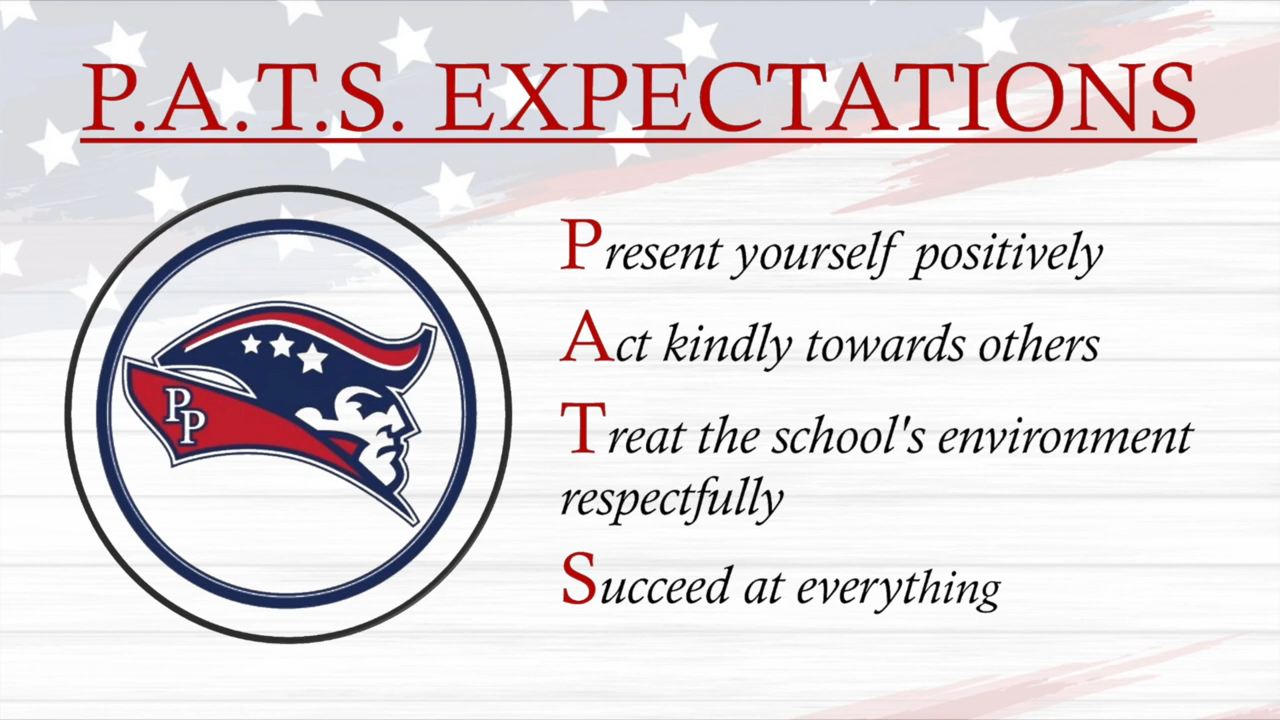 P.A.T.S. EXPECTATIONS
PP
Present yourself positively
Act kindly towards others
Treat the school's environment
respectfully
Succeed at everything